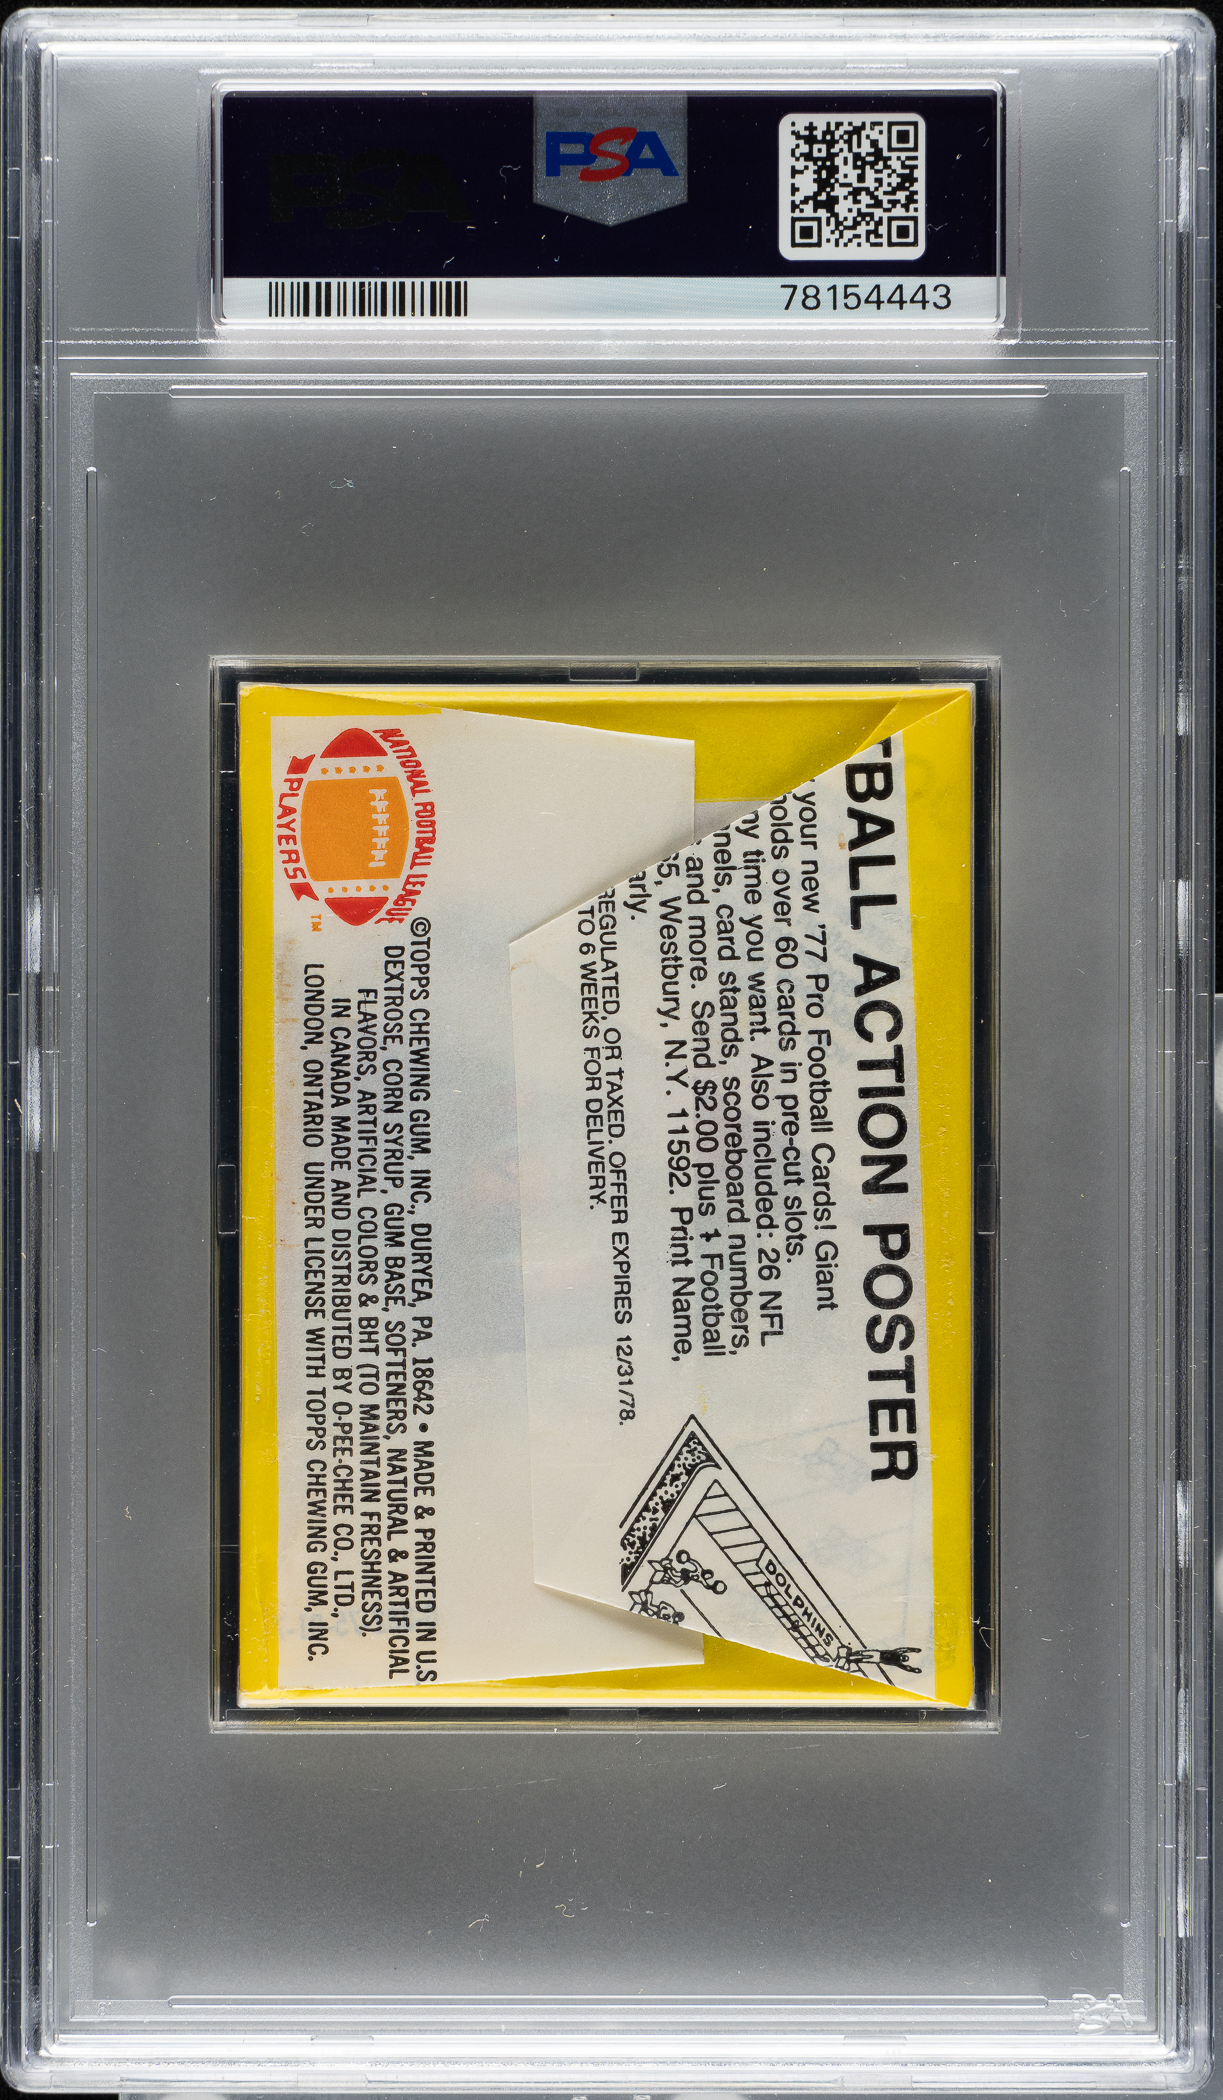 PSA
78154443
TBALL ACTION POSTER
your new '77 Pro Football Cards! Giant
holds over 60 cards in pre-cut slots.
ny time you want. Also included: 26 NFL
nels, card stands, scoreboard numbers,
and more. Send $2.00 plus 1 Football
65, Westbury, N.Y. 11592. Print Name,
arly.
REGULATED, OR TAXED. OFFER EXPIRES 12/31/78.
TO 6 WEEKS FOR DELIVERY.
DOLPHINS
NATIONAL FOOTBALL LEAGUE
PLAYERS
TM
©TOPPS CHEWING GUM, INC., DURYEA, PA. 18642 • MADE & PRINTED IN U.S
DEXTROSE, CORN SYRUP, GUM BASE, SOFTENERS, NATURAL & ARTIFICIAL
FLAVORS, ARTIFICIAL COLORS & BHT (TO MAINTAIN FRESHNESS).
IN CANADA MADE AND DISTRIBUTED BY O-PEE-CHEE CO., LTD.,
LONDON, ONTARIO UNDER LICENSE WITH TOPPS CHEWING GUM, INC.
PSA